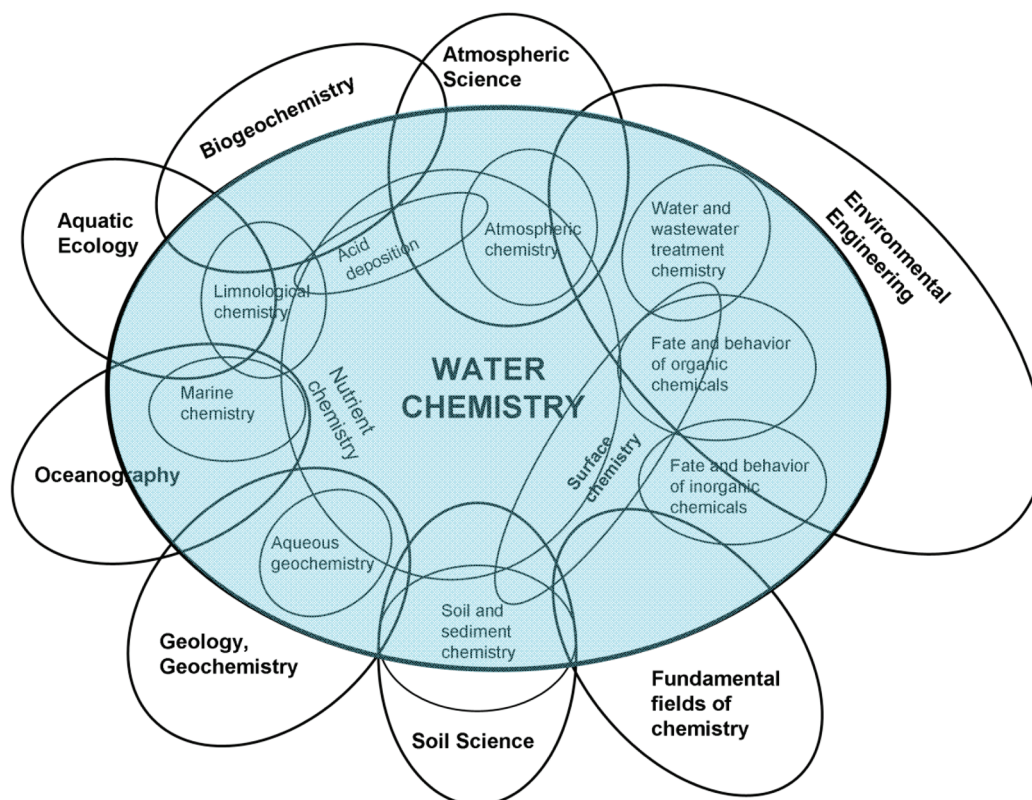 Atmospheric
Science
Biogeochemistry
Environmental
Engineering
Aquatic
Ecology
Water and
wastewater
treatment
chemistry
Atmospheric
chemistry
Acid
deposition
Limnological
chemistry
Fate and behavior
of organic
chemicals
WATER
CHEMISTRY
Nutrient
chemistry
Marine
chemistry
Surface
chemistry
Fate and behavior
of inorganic
chemicals
Oceanography
Aqueous
geochemistry
Soil and
sediment
chemistry
Geology,
Geochemistry
Fundamental
fields of
chemistry
Soil Science